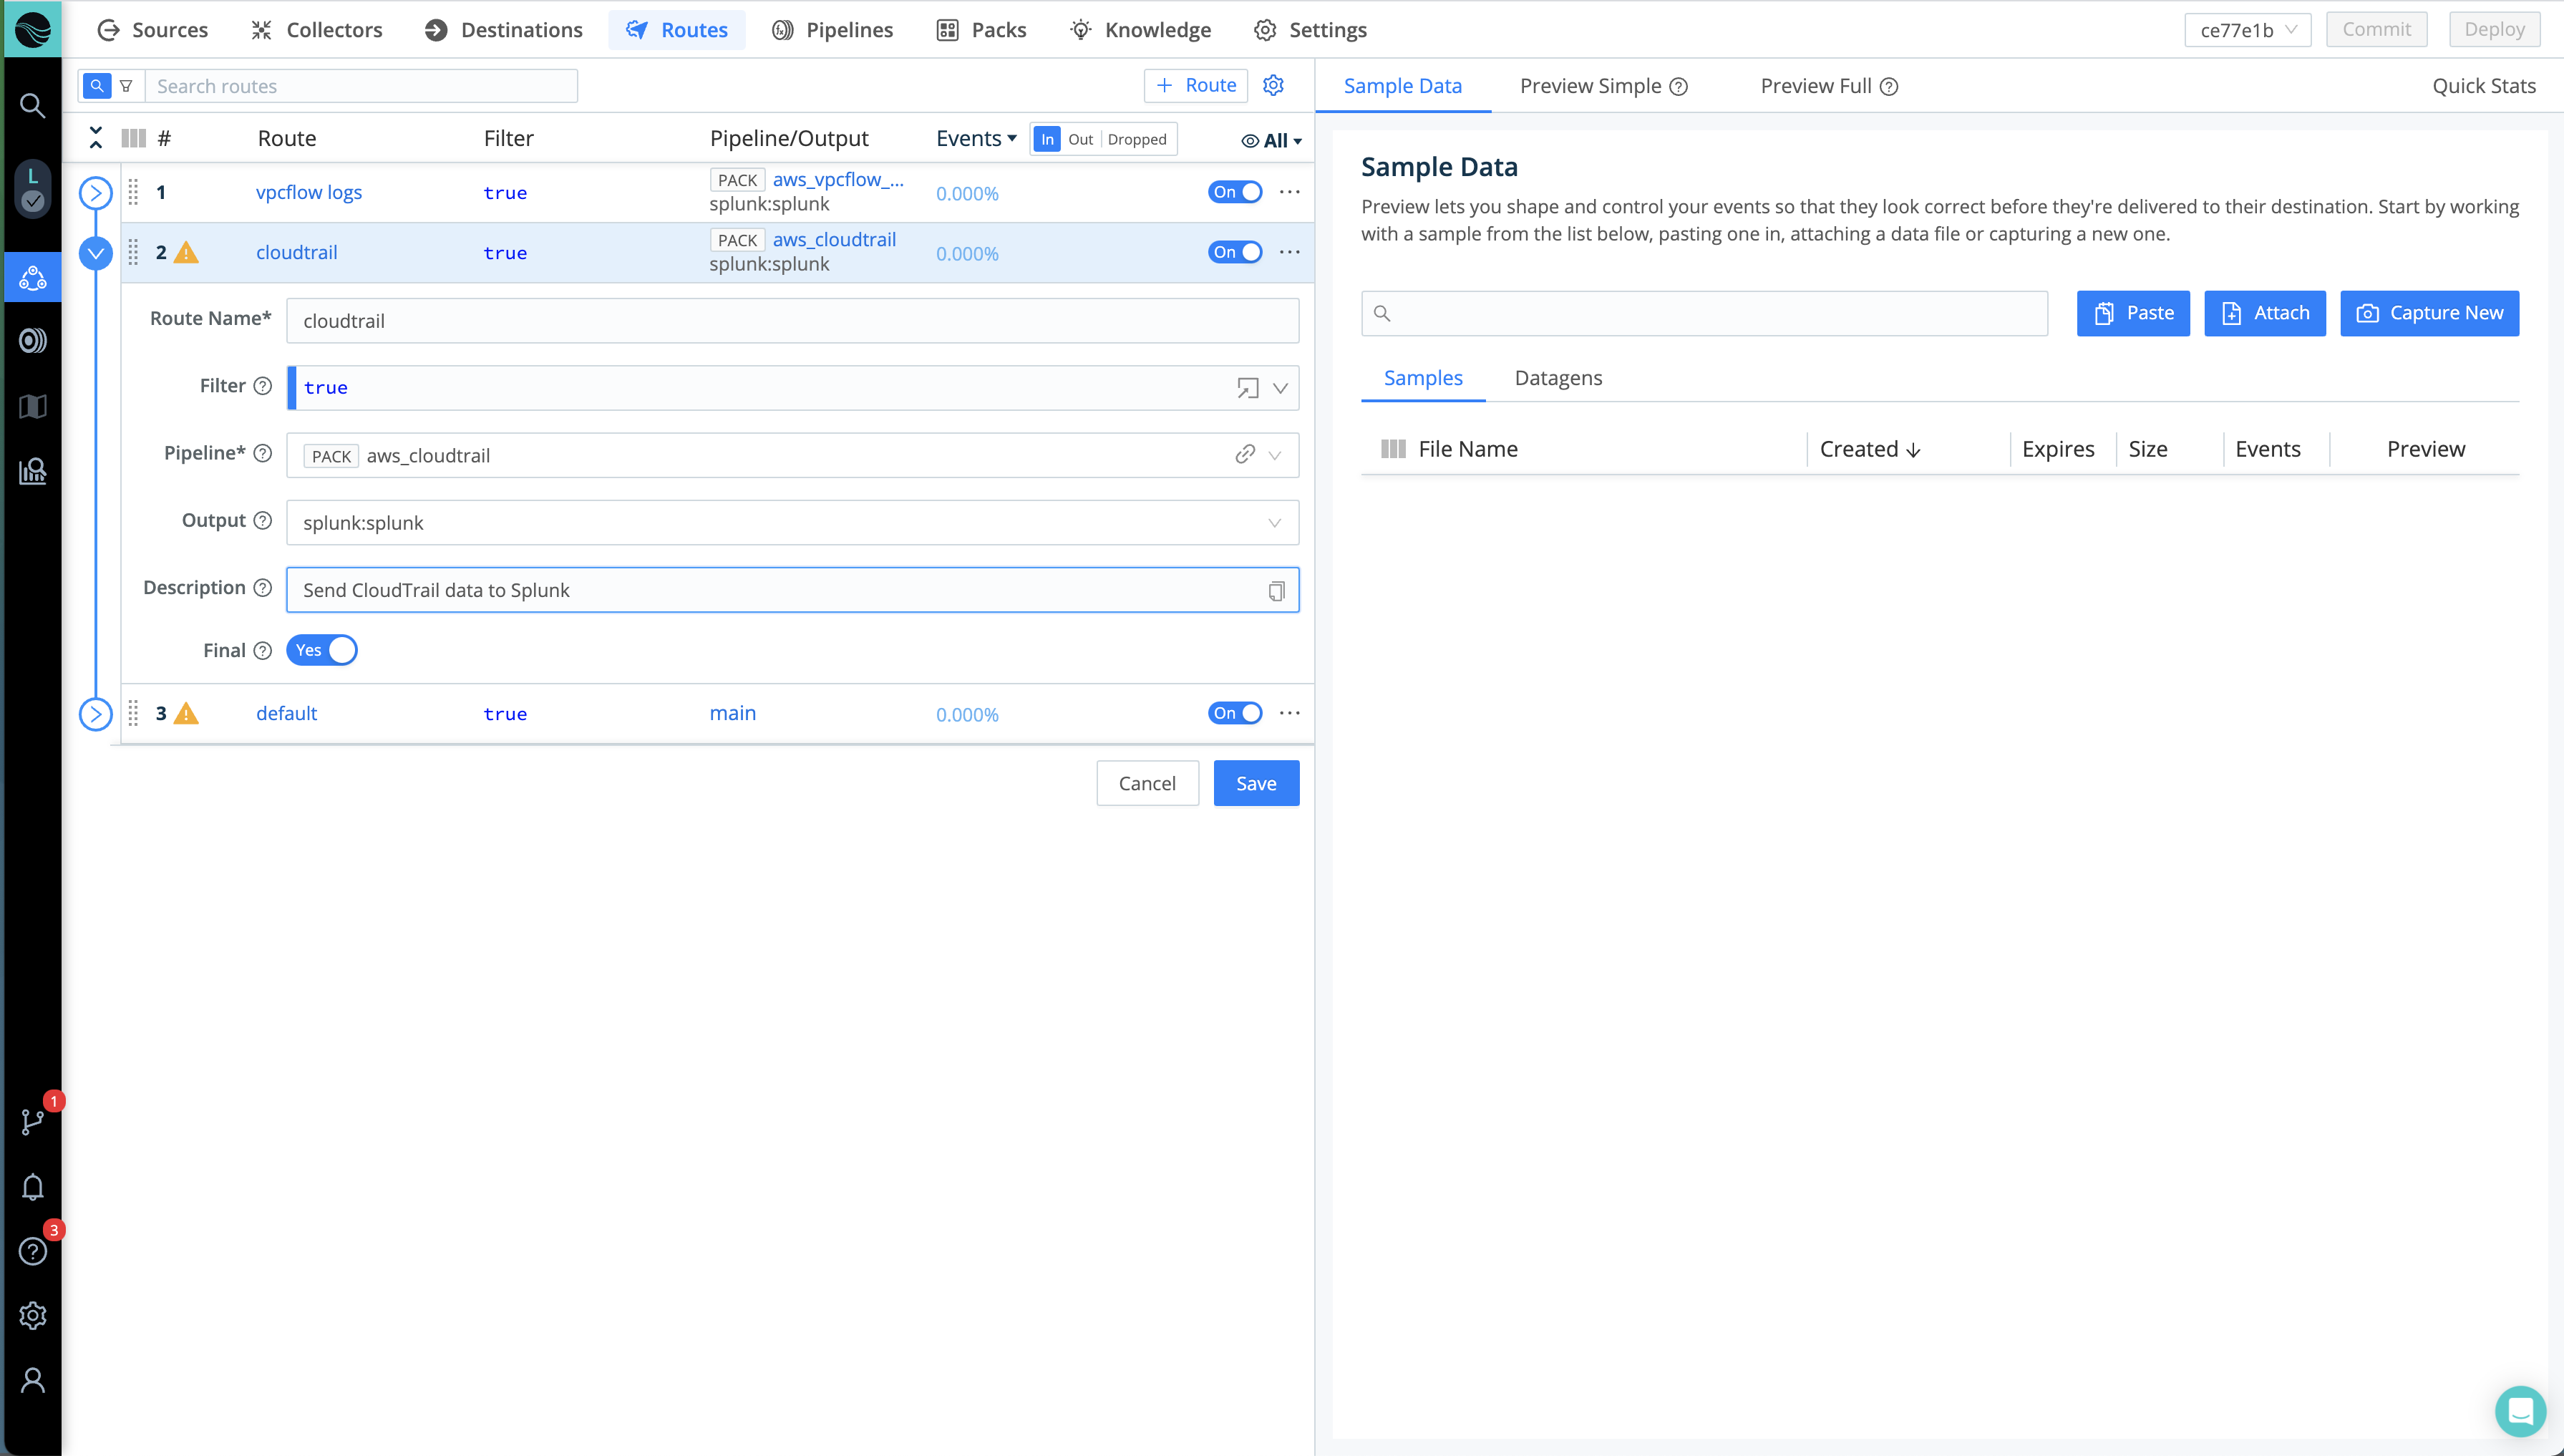 Sources Collectors Destinations Routes Pipelines Packs Knowledge Settings ce77e1b Commit Deploy
Search routes + Route
Sample Data Preview Simple Preview Full Quick Stats
# Route Filter Pipeline/Output Events In Out Dropped All
1 vpcflow logs true PACK aws_vpcflow_... 0.000% On
splunk:splunk
2 cloudtrail true PACK aws_cloudtrail 0.000% On
splunk:splunk
Route Name* cloudtrail
Filter true
Pipeline* PACK aws_cloudtrail
Output splunk:splunk
Description Send CloudTrail data to Splunk
Final Yes
3 default true main 0.000% On
Cancel Save
Sample Data
Preview lets you shape and control your events so that they look correct before they're delivered to their destination. Start by working
with a sample from the list below, pasting one in, attaching a data file or capturing a new one.
Paste Attach Capture New
Samples Datagens
File Name Created Expires Size Events Preview
L
1
3